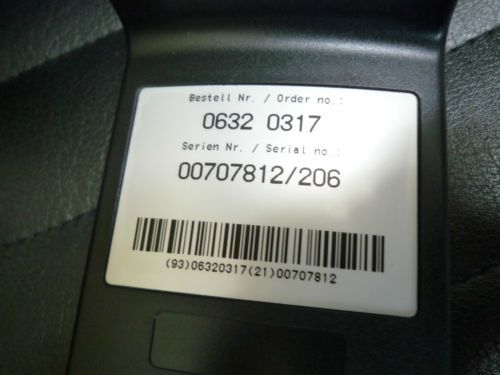 Bestell Nr. / Order no.:
0632 0317
Serien Nr. / Serial no.:
00707812/206
(93)06320317(21)00707812